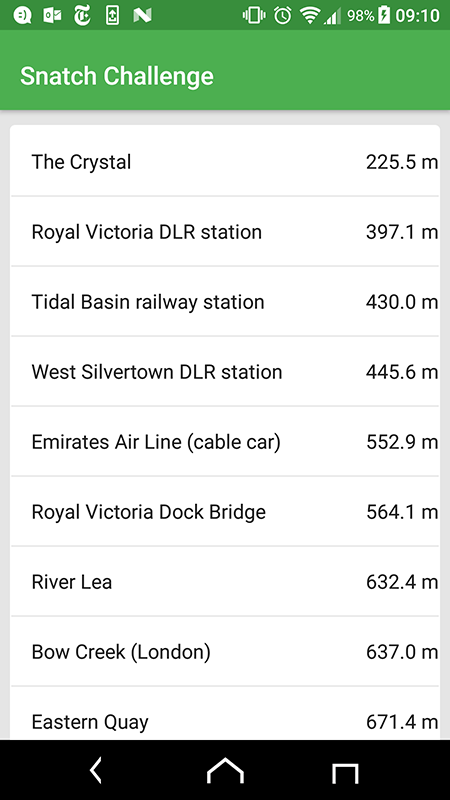 98% 09:10
Snatch Challenge
The Crystal 225.5 m
Royal Victoria DLR station 397.1 m
Tidal Basin railway station 430.0 m
West Silvertown DLR station 445.6 m
Emirates Air Line (cable car) 552.9 m
Royal Victoria Dock Bridge 564.1 m
River Lea 632.4 m
Bow Creek (London) 637.0 m
Eastern Quay 671.4 m